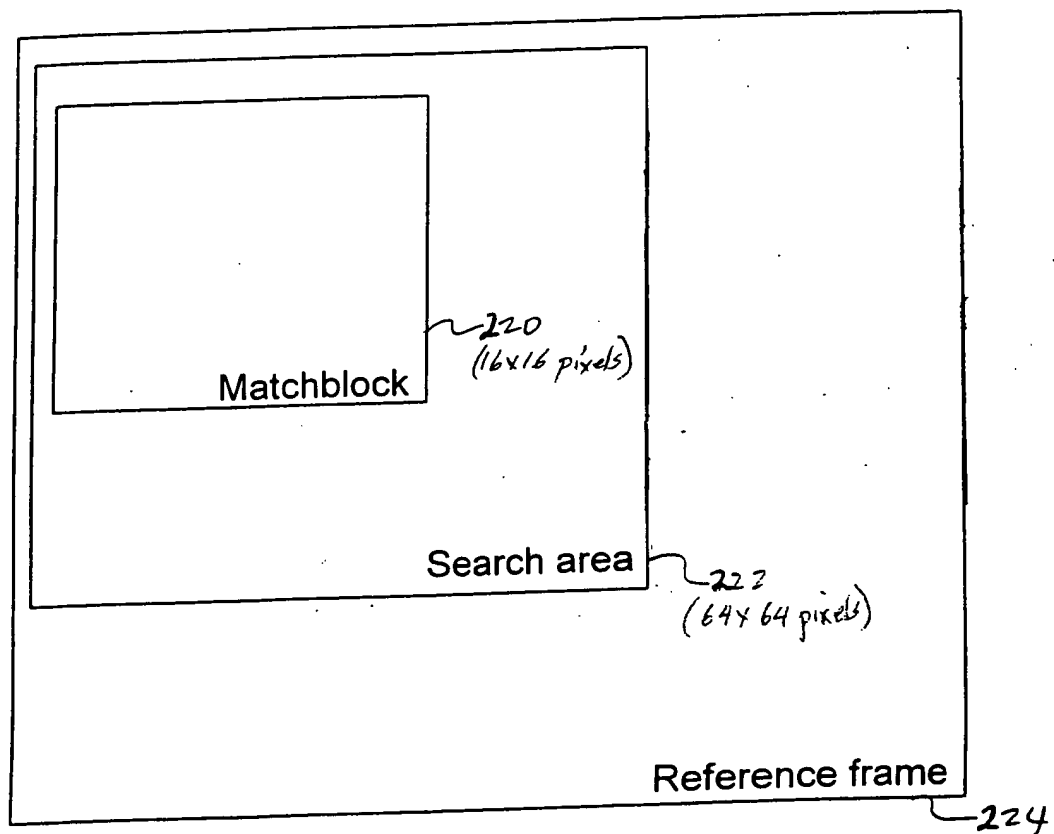 220
(16x16 pixels)
Matchblock
Search area
222
(64x64 pixels)
Reference frame
224